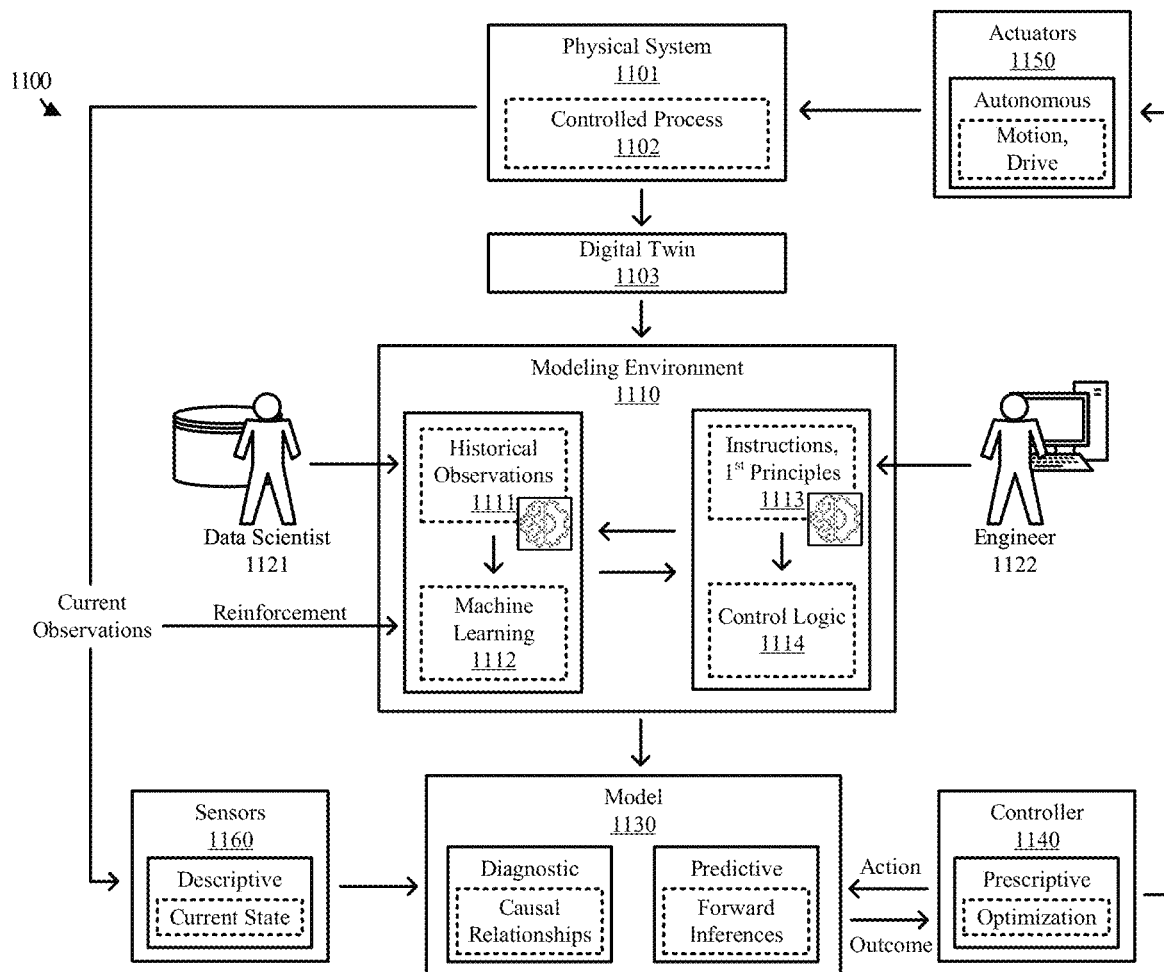 1100
Physical System
1101
Controlled Process
1102
Actuators
1150
Autonomous
Motion,
Drive
Digital Twin
1103
Modeling Environment
1110
Historical
Observations
1111
Machine
Learning
1112
Instructions,
1st Principles
1113
Control Logic
1114
Data Scientist
1121
Engineer
1122
Current
Observations
Reinforcement
Sensors
1160
Descriptive
Current State
Model
1130
Diagnostic
Causal
Relationships
Predictive
Forward
Inferences
Action
Outcome
Controller
1140
Prescriptive
Optimization